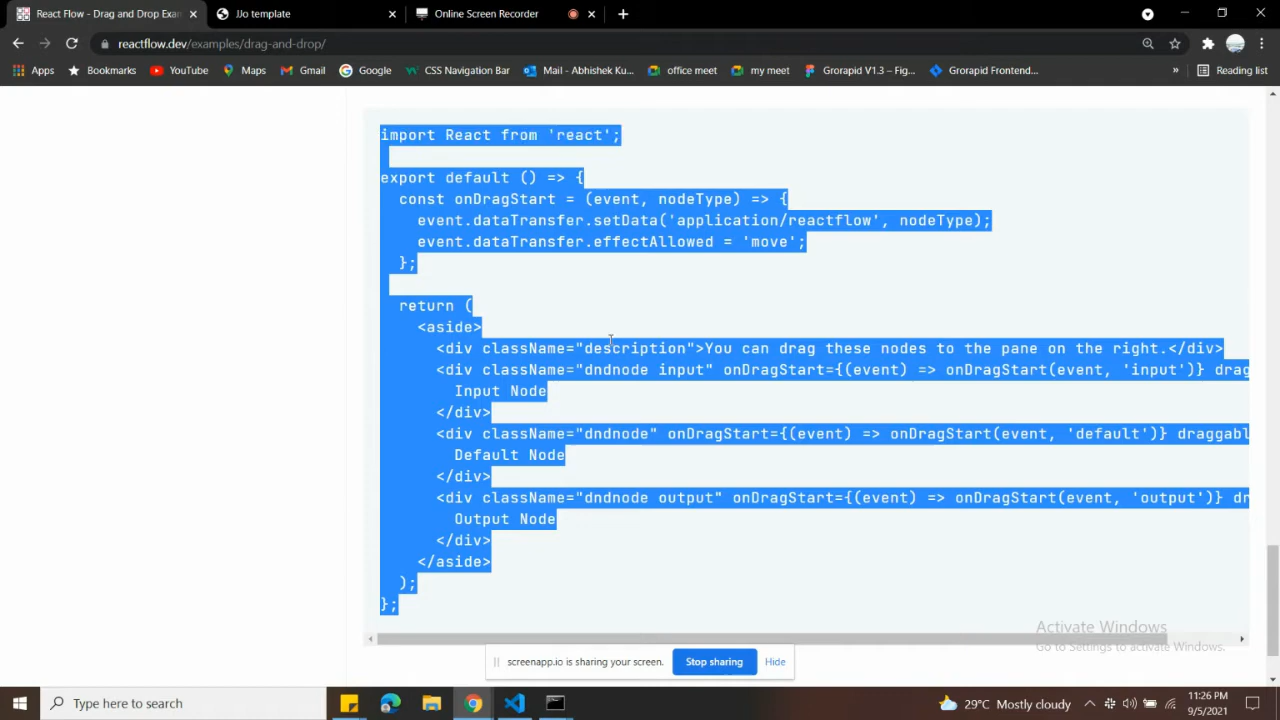 React Flow - Drag and Drop Exan
JJo template
Online Screen Recorder
reactflow.dev/examples/drag-and-drop/
Apps
Bookmarks
YouTube
Maps
Gmail
Google
CSS Navigation Bar
Mail - Abhishek Ku...
office meet
my meet
Grorapid V1.3 – Fig...
Grorapid Frontend...
»
Reading list
import React from 'react';
export default () => {
const onDragStart = (event, nodeType) => {
event.dataTransfer.setData('application/reactflow', nodeType);
event.dataTransfer.effectAllowed = 'move';
};
return (
<aside>
<div className="description">You can drag these nodes to the pane on the right.</div>
<div className="dndnode input" onDragStart={(event) => onDragStart(event, 'input')} drag
Input Node
</div>
<div className="dndnode" onDragStart={(event) => onDragStart(event, 'default')} draggabl
Default Node
</div>
<div className="dndnode output" onDragStart={(event) => onDragStart(event, 'output')} dr
Output Node
</div>
</aside>
);
};
Activate Windows
Go to Settings to activate Windows.
screenapp.io is sharing your screen.
Stop sharing
Hide
Type here to search
29°C Mostly cloudy
11:26 PM
9/5/2021